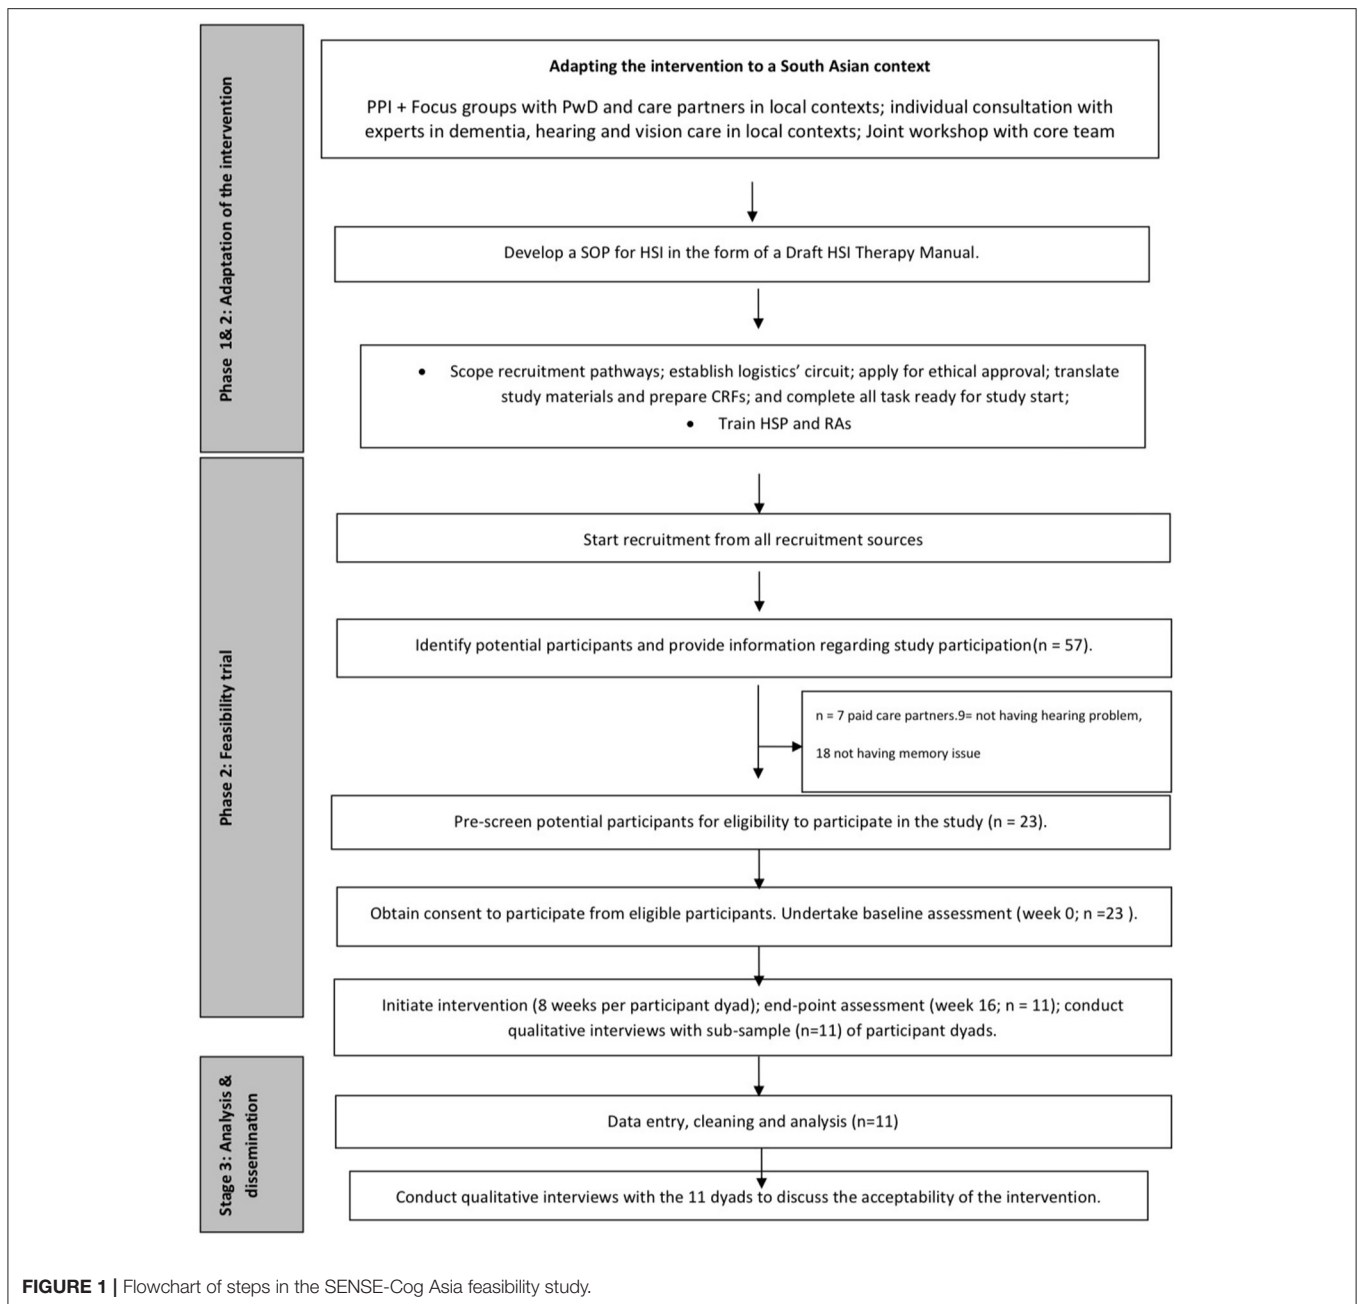 Phase 1& 2: Adaptation of the intervention
Adapting the intervention to a South Asian context
PPI + Focus groups with PwD and care partners in local contexts; individual consultation with
experts in dementia, hearing and vision care in local contexts; Joint workshop with core team
Develop a SOP for HSI in the form of a Draft HSI Therapy Manual.
• Scope recruitment pathways; establish logistics’ circuit; apply for ethical approval; translate
study materials and prepare CRFs; and complete all task ready for study start;
• Train HSP and RAs
Phase 2: Feasibility trial
Start recruitment from all recruitment sources
Identify potential participants and provide information regarding study participation(n = 57).
n = 7 paid care partners.9= not having hearing problem,
18 not having memory issue
Pre-screen potential participants for eligibility to participate in the study (n = 23).
Obtain consent to participate from eligible participants. Undertake baseline assessment (week 0; n =23 ).
Initiate intervention (8 weeks per participant dyad); end-point assessment (week 16; n = 11); conduct
qualitative interviews with sub-sample (n=11) of participant dyads.
Stage 3: Analysis &
dissemination
Data entry, cleaning and analysis (n=11)
Conduct qualitative interviews with the 11 dyads to discuss the acceptability of the intervention.
FIGURE 1 | Flowchart of steps in the SENSE-Cog Asia feasibility study.